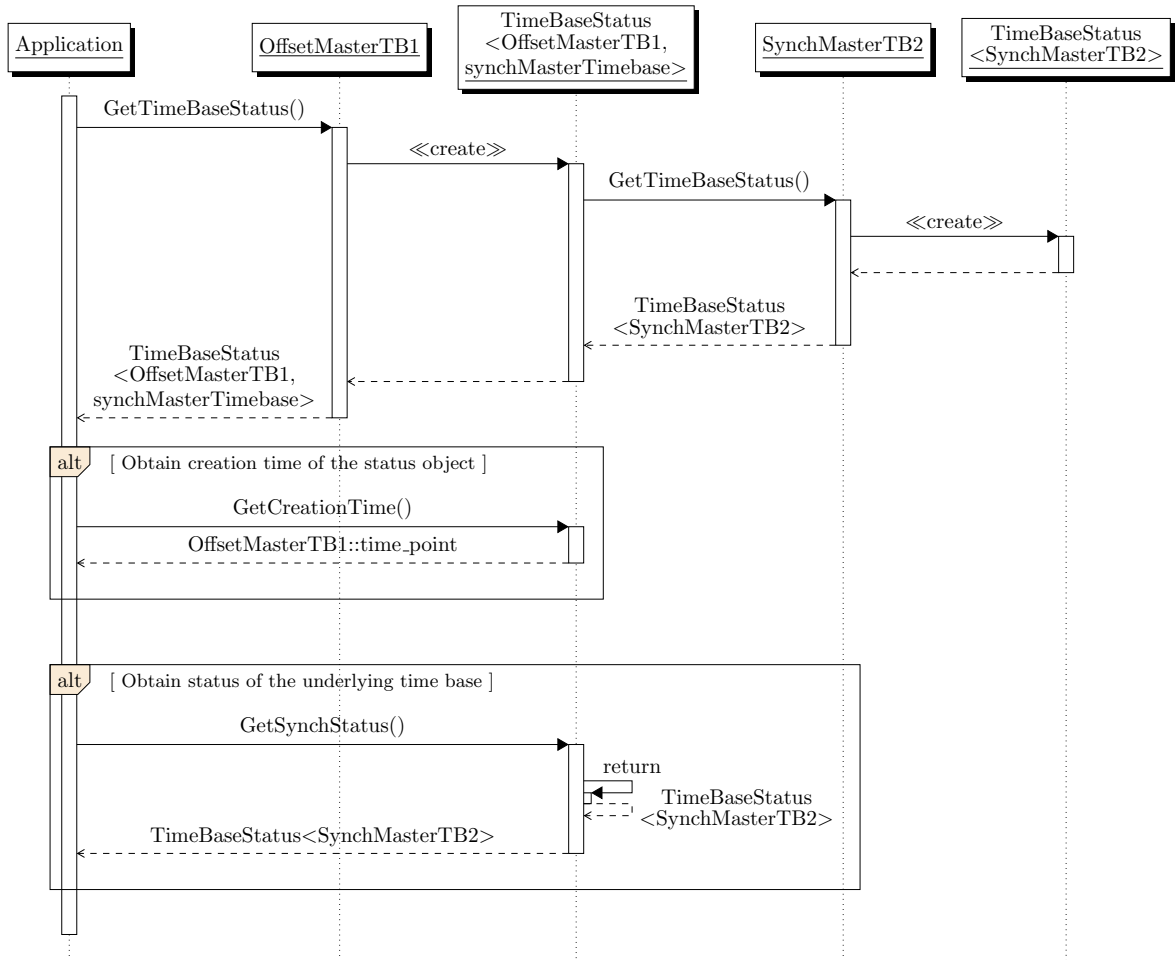 Application
OffsetMasterTB1
TimeBaseStatus
<OffsetMasterTB1,
synchMasterTimebase>
SynchMasterTB2
TimeBaseStatus
<SynchMasterTB2>
GetTimeBaseStatus()
≪create≫
GetTimeBaseStatus()
≪create≫
TimeBaseStatus
<SynchMasterTB2>
TimeBaseStatus
<OffsetMasterTB1,
synchMasterTimebase>
alt [ Obtain creation time of the status object ]
GetCreationTime()
OffsetMasterTB1::time_point
alt [ Obtain status of the underlying time base ]
GetSynchStatus()
return
TimeBaseStatus
<SynchMasterTB2>
TimeBaseStatus<SynchMasterTB2>